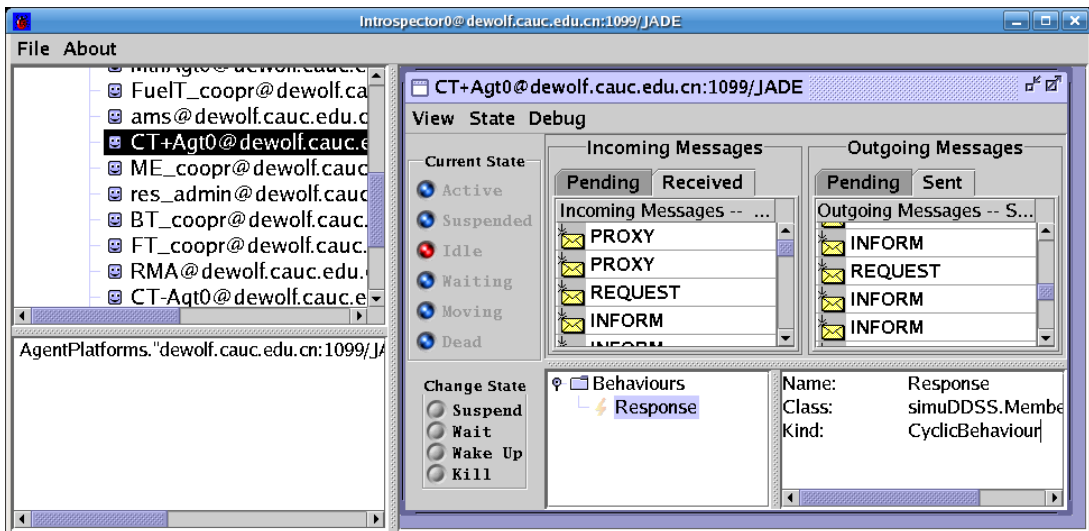 Introspector0@dewolf.cauc.edu.cn:1099/JADE
File About
FuelT_coopr@dewolf.ca
ams@dewolf.cauc.edu.c
CT+Agt0@dewolf.cauc.e
ME_coopr@dewolf.cauc
res_admin@dewolf.cauc
BT_coopr@dewolf.cauc.
FT_coopr@dewolf.cauc.
RMA@dewolf.cauc.edu.
CT-Agt0@dewolf.cauc.e
AgentPlatforms."dewolf.cauc.edu.cn:1099/JA
CT+Agt0@dewolf.cauc.edu.cn:1099/JADE
View State Debug
Current State
Active
Suspended
Idle
Waiting
Moving
Dead
Change State
Suspend
Wait
Wake Up
Kill
Incoming Messages
Pending Received
Incoming Messages -- ...
PROXY
PROXY
REQUEST
INFORM
INFORM
Outgoing Messages
Pending Sent
Outgoing Messages -- S...
INFORM
REQUEST
INFORM
INFORM
Behaviours
Response
Name: Response
Class: simuDDSS.Membe
Kind: CyclicBehaviour